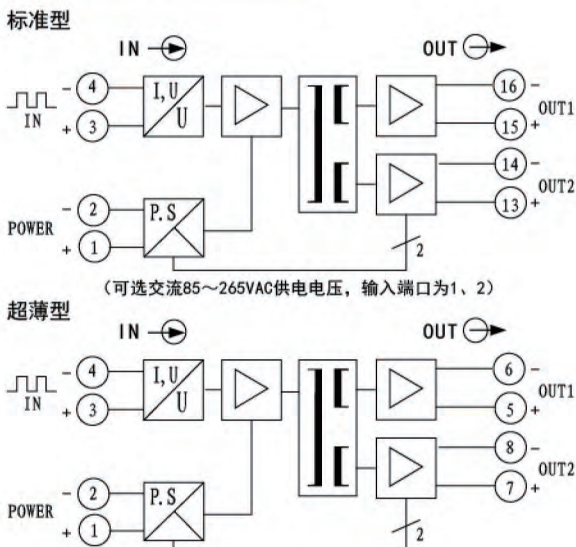 标准型
IN OUT
- 4 I,U 16 -
IN U OUT1
+ 3 15 +
14 -
- 2 P.S OUT2
POWER 13 +
+ 1 2
(可选交流85～265VAC供电电压，输入端口为1、2)
超薄型
IN OUT
- 4 I,U 6 -
IN U OUT1
+ 3 5 +
8 -
- 2 P.S OUT2
POWER 7 +
+ 1 2